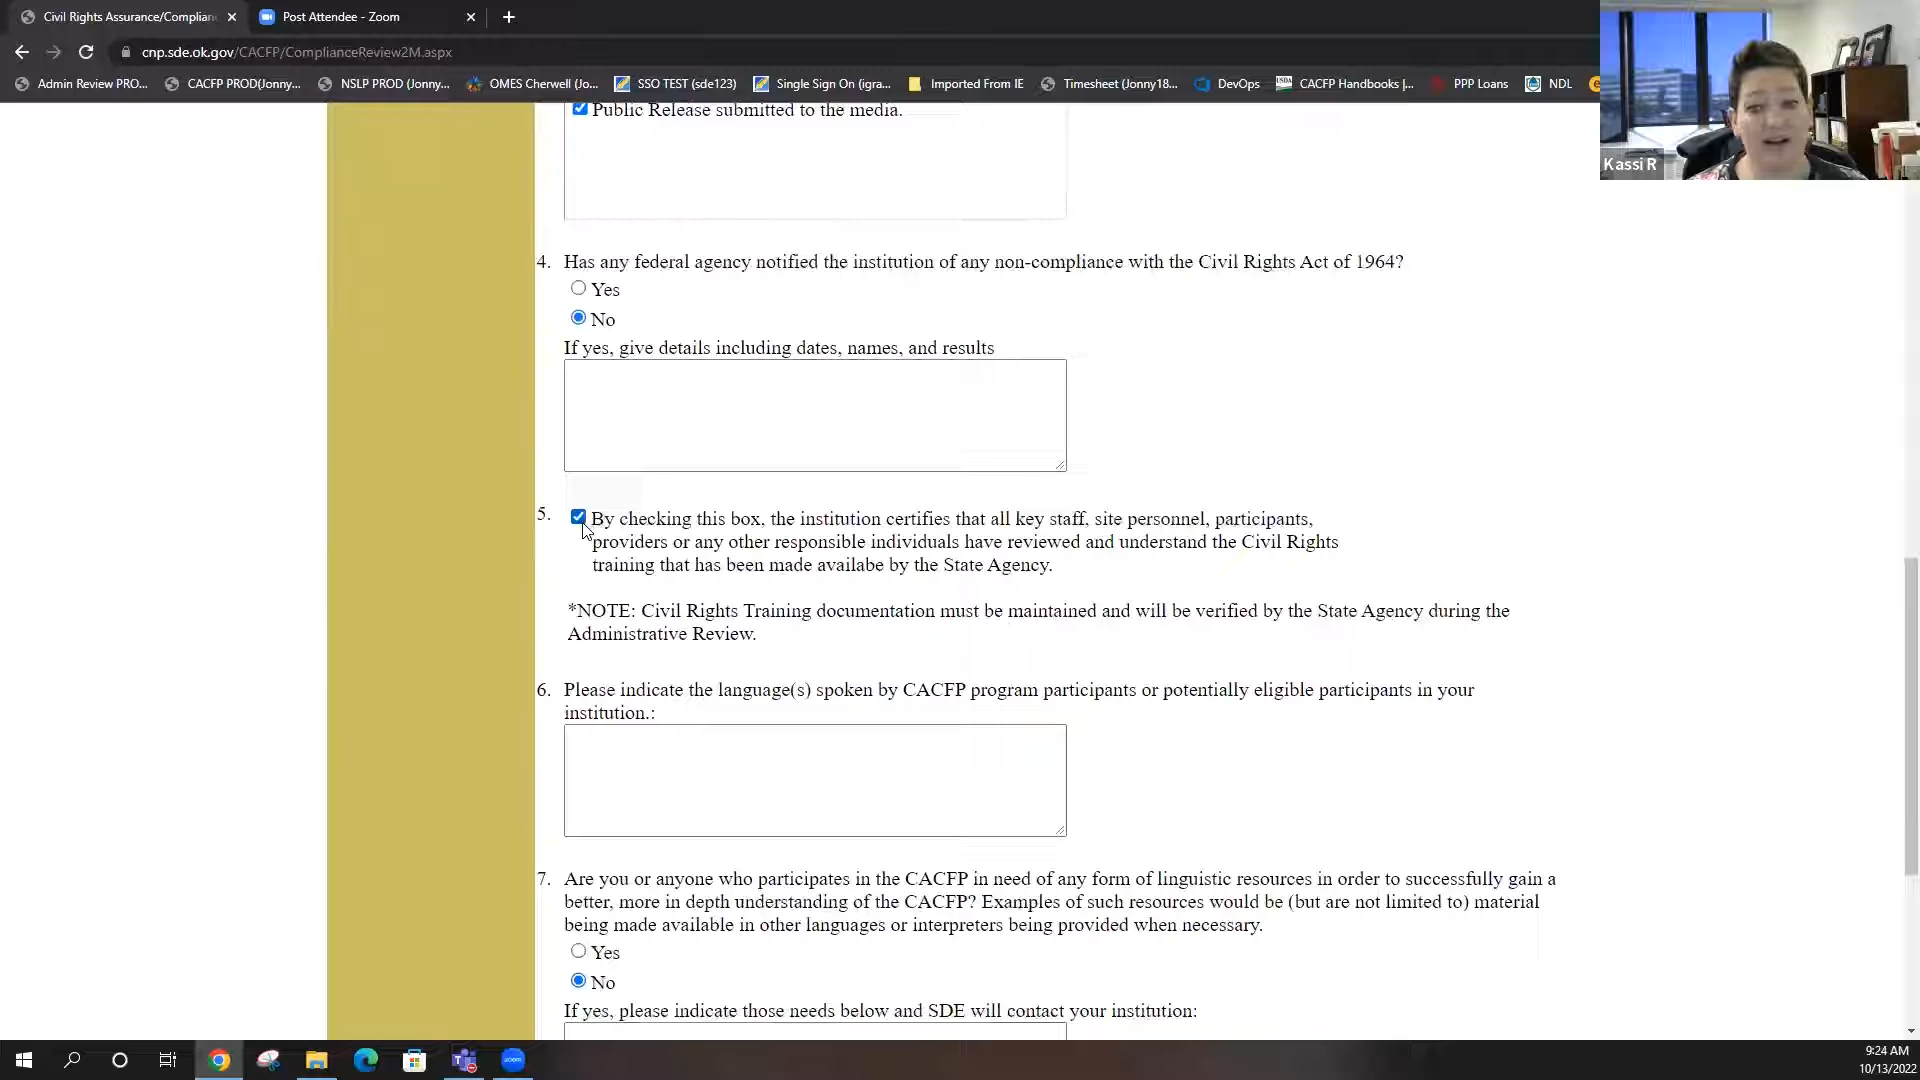 Civil Rights Assurance/Complian
Post Attendee - Zoom
cnp.sde.ok.gov/CACFP/ComplianceReview2M.aspx
Admin Review PRO...
CACFP PROD(Jonny...
NSLP PROD (Jonny...
OMES Cherwell (Jo...
SSO TEST (sde123)
Single Sign On (igra...
Imported From IE
Timesheet (Jonny18...
DevOps
CACFP Handbooks |...
PPP Loans
NDL
Kassi R
Public Release submitted to the media.
4. Has any federal agency notified the institution of any non-compliance with the Civil Rights Act of 1964?
Yes
No
If yes, give details including dates, names, and results
5. By checking this box, the institution certifies that all key staff, site personnel, participants,
providers or any other responsible individuals have reviewed and understand the Civil Rights
training that has been made availabe by the State Agency.
*NOTE: Civil Rights Training documentation must be maintained and will be verified by the State Agency during the
Administrative Review.
6. Please indicate the language(s) spoken by CACFP program participants or potentially eligible participants in your
institution.:
7. Are you or anyone who participates in the CACFP in need of any form of linguistic resources in order to successfully gain a
better, more in depth understanding of the CACFP? Examples of such resources would be (but are not limited to) material
being made available in other languages or interpreters being provided when necessary.
Yes
No
If yes, please indicate those needs below and SDE will contact your institution:
9:24 AM
10/13/2022